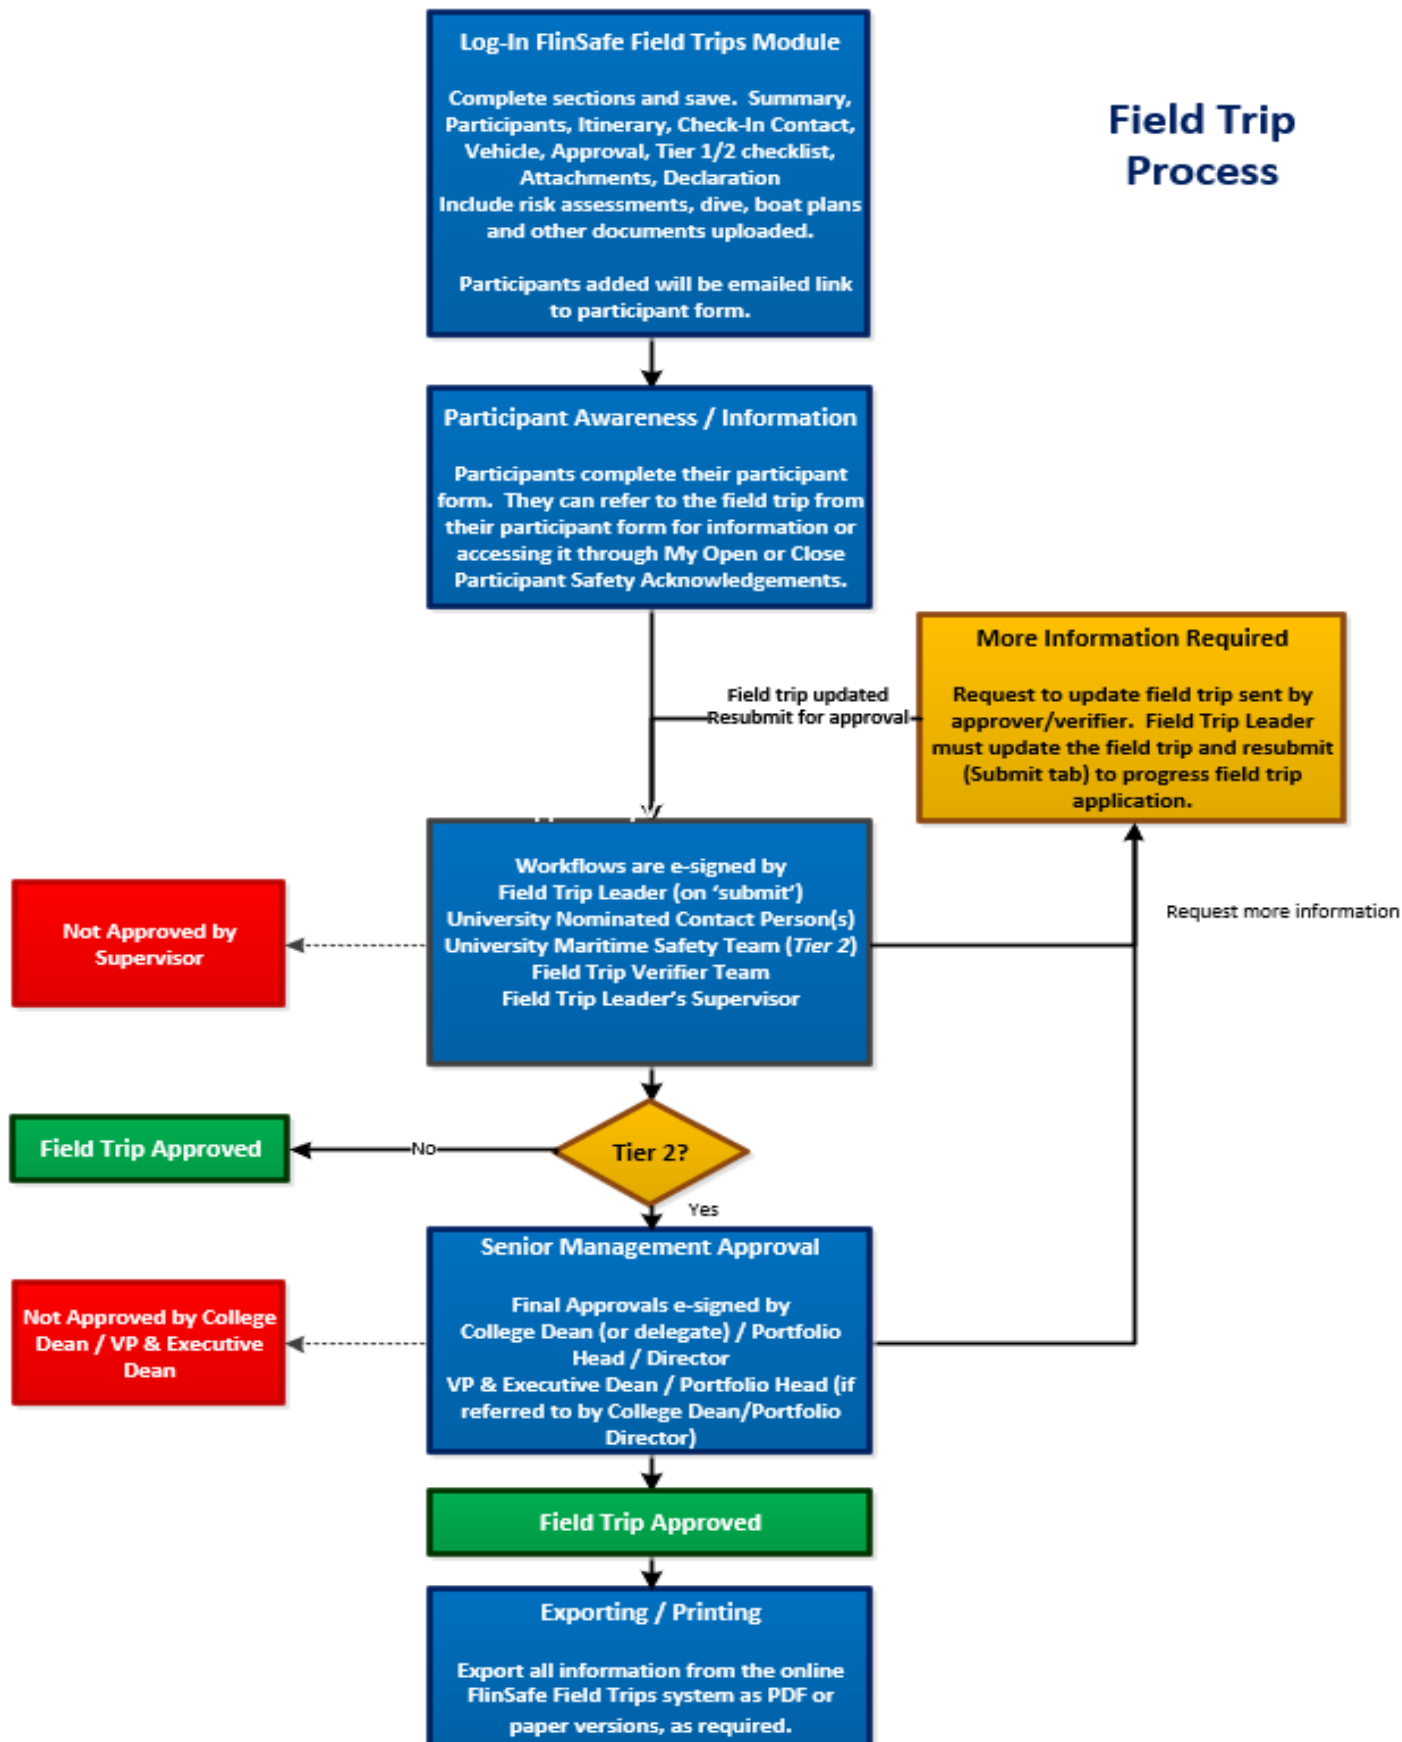 Log-In FlinSafe Field Trips Module
Complete sections and save. Summary,
Participants, Itinerary, Check-In Contact,
Vehicle, Approval, Tier 1/2 checklist,
Attachments, Declaration
Include risk assessments, dive, boat plans
and other documents uploaded.
Participants added will be emailed link
to participant form.
Field Trip
Process
Participant Awareness / Information
Participants complete their participant
form. They can refer to the field trip from
their participant form for information or
accessing it through My Open or Close
Participant Safety Acknowledgements.
More Information Required
Request to update field trip sent by
approver/verifier. Field Trip Leader
must update the field trip and resubmit
(Submit tab) to progress field trip
application.
Field trip updated
Resubmit for approval
Workflows are e-signed by
Field Trip Leader (on ‘submit’)
University Nominated Contact Person(s)
University Maritime Safety Team (Tier 2)
Field Trip Verifier Team
Field Trip Leader’s Supervisor
Not Approved by
Supervisor
Request more information
Tier 2?
No
Field Trip Approved
Yes
Senior Management Approval
Final Approvals e-signed by
College Dean (or delegate) / Portfolio
Head / Director
VP & Executive Dean / Portfolio Head (if
referred to by College Dean/Portfolio
Director)
Not Approved by College
Dean / VP & Executive
Dean
Field Trip Approved
Exporting / Printing
Export all information from the online
FlinSafe Field Trips system as PDF or
paper versions, as required.